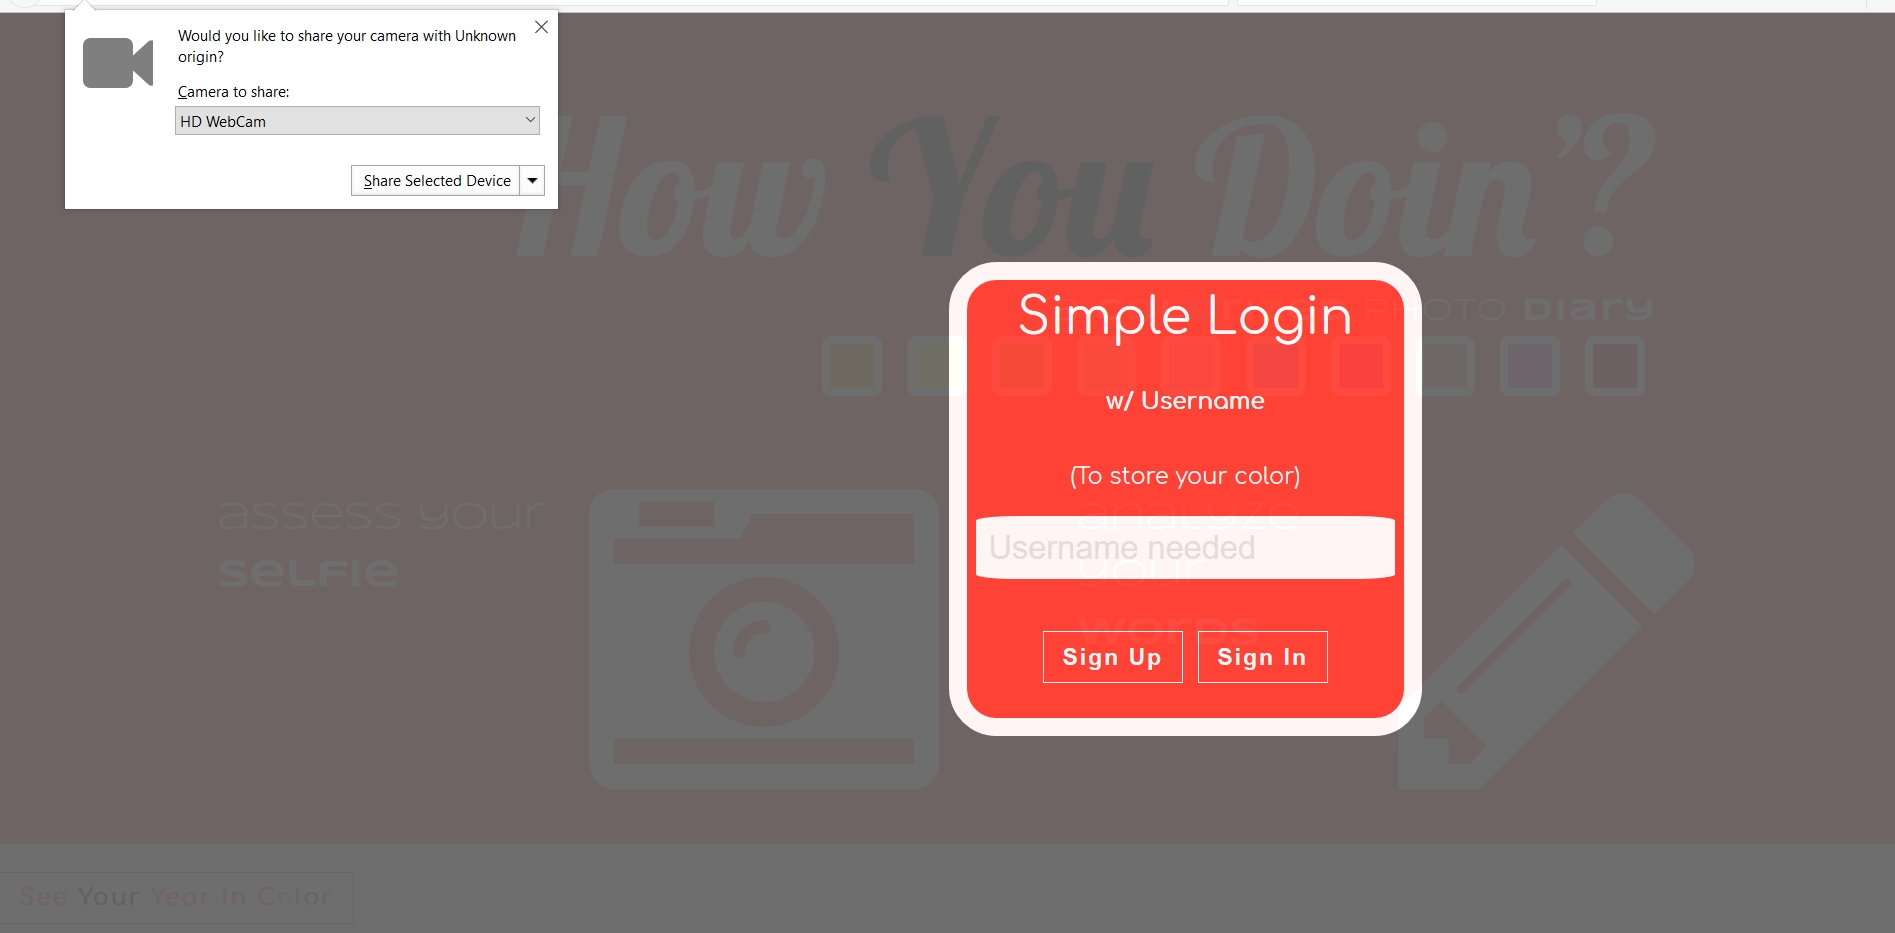 Would you like to share your camera with Unknown
origin?
Camera to share:
HD WebCam
Share Selected Device
How You Doin'?
PHOTO Diary
Simple Login
w/ Username
(To store your color)
assess your
selfie
analyze
your
words
Username needed
Sign Up
Sign In
See Your Year in Color